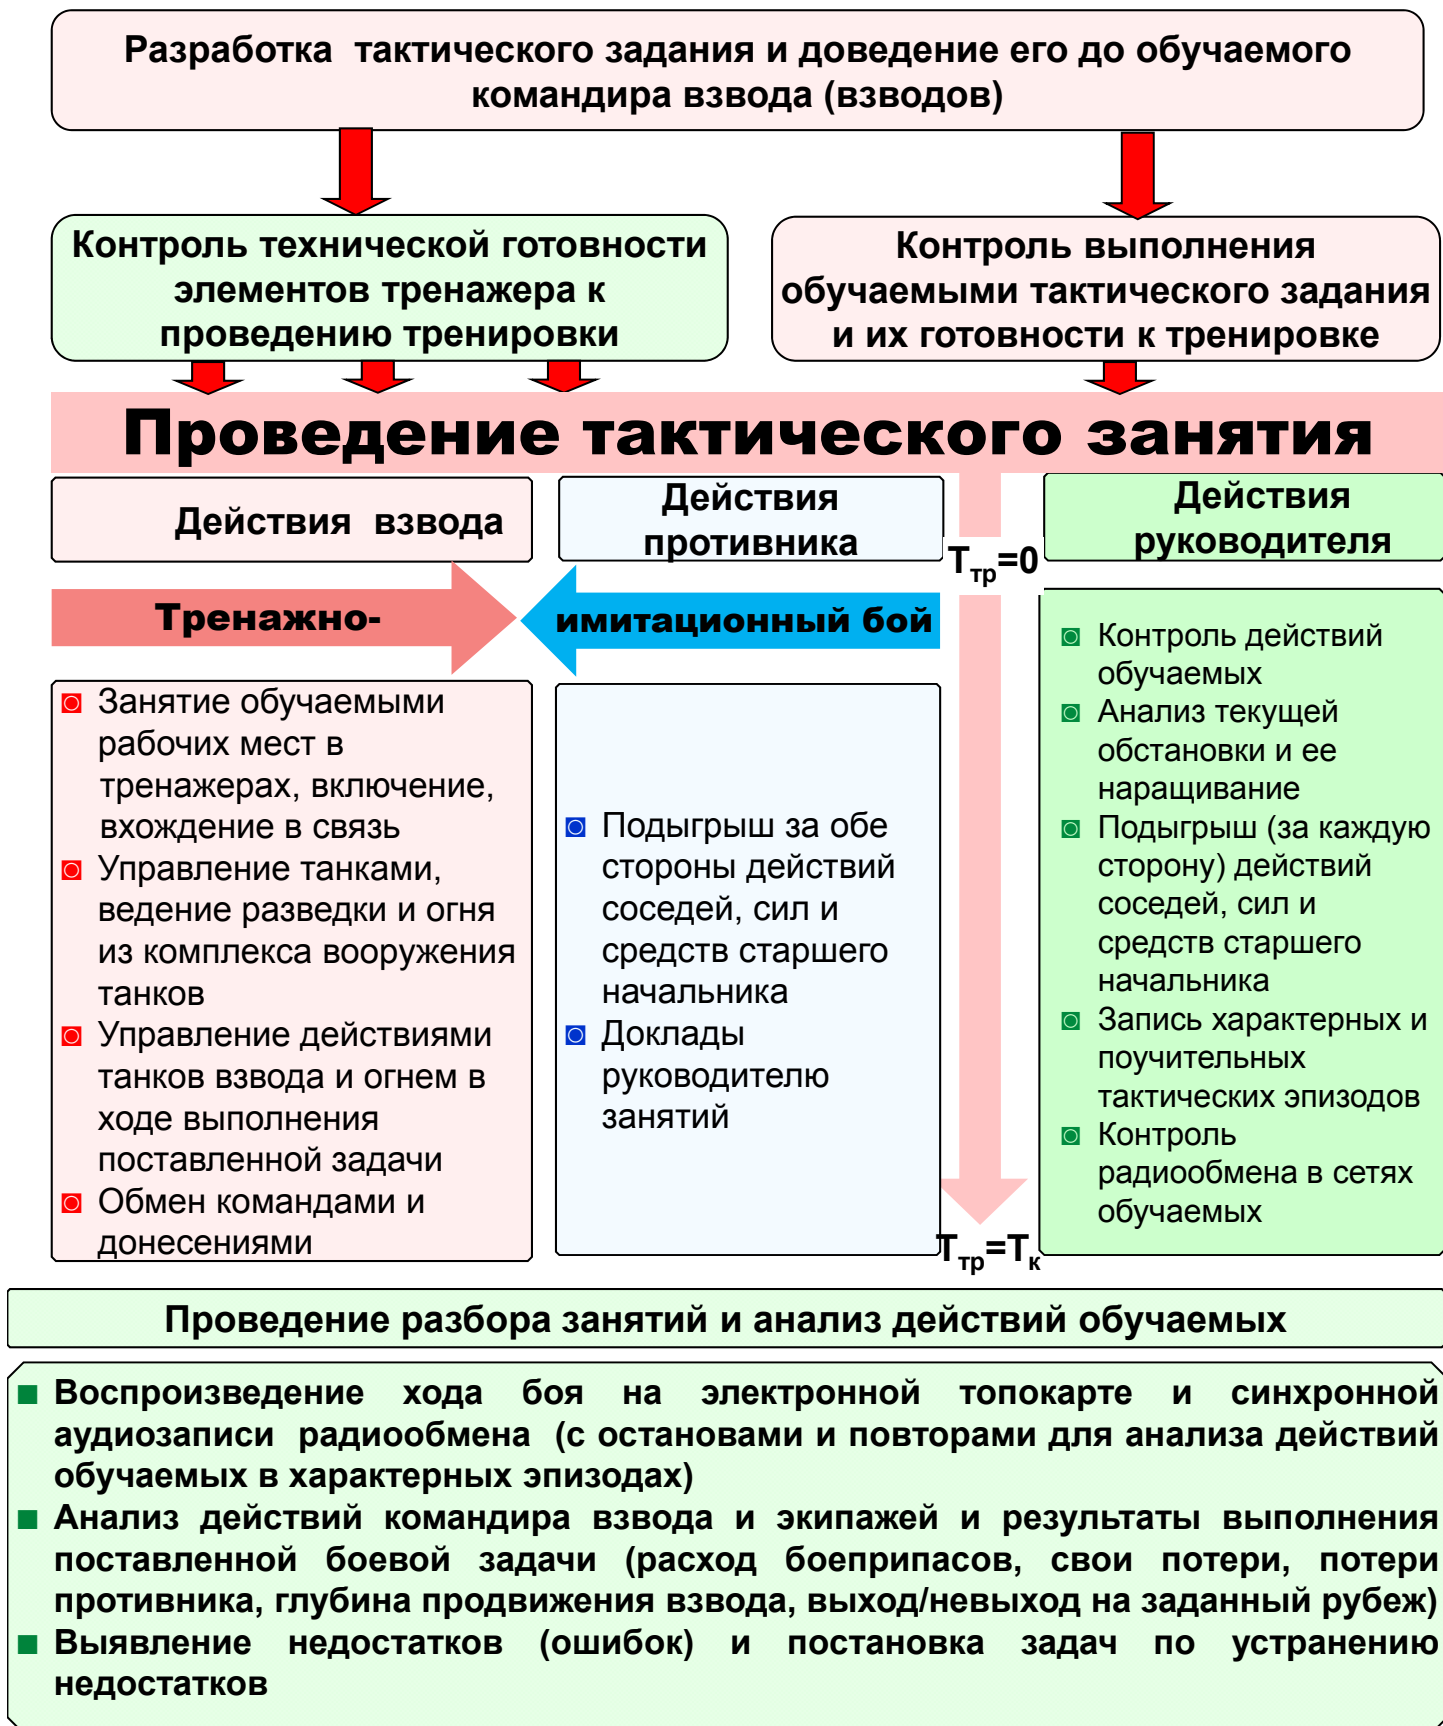 Разработка тактического задания и доведение его до обучаемого
командира взвода (взводов)
Контроль технической готовности
элементов тренажера к
проведению тренировки
Контроль выполнения
обучаемыми тактического задания
и их готовности к тренировке
Проведение тактического занятия
Действия взвода
Действия
противника
Tтр=0
Действия
руководителя
Тренажно-
имитационный бой
Занятие обучаемыми
рабочих мест в
тренажерах, включение,
вхождение в связь
Управление танками,
ведение разведки и огня
из комплекса вооружения
танков
Управление действиями
танков взвода и огнем в
ходе выполнения
поставленной задачи
Обмен командами и
донесениями
Подыгрыш за обе
стороны действий
соседей, сил и
средств старшего
начальника
Доклады
руководителю
занятий
Контроль действий
обучаемых
Анализ текущей
обстановки и ее
наращивание
Подыгрыш (за каждую
сторону) действий
соседей, сил и
средств старшего
начальника
Запись характерных и
поучительных
тактических эпизодов
Контроль
радиообмена в сетях
обучаемых
Tтр=Tк
Проведение разбора занятий и анализ действий обучаемых
Воспроизведение хода боя на электронной топокарте и синхронной
аудиозаписи радиообмена (с остановами и повторами для анализа действий
обучаемых в характерных эпизодах)
Анализ действий командира взвода и экипажей и результаты выполнения
поставленной боевой задачи (расход боеприпасов, свои потери, потери
противника, глубина продвижения взвода, выход/невыход на заданный рубеж)
Выявление недостатков (ошибок) и постановка задач по устранению
недостатков